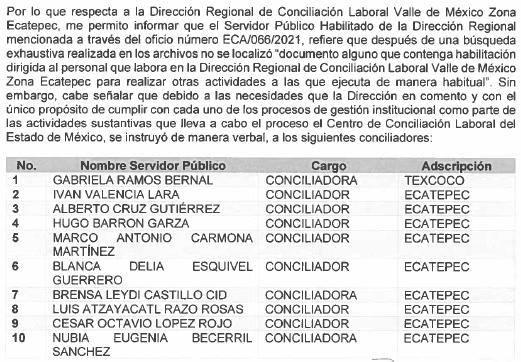 Por lo que respecta a la Dirección Regional de Conciliación Laboral Valle de México Zona
Ecatepec, me permito informar que el Servidor Público Habilitado de la Dirección Regional
mencionada a través del oficio número ECA/066/2021, refiere que después de una búsqueda
exhaustiva realizada en los archivos no se localizó “documento alguno que contenga habilitación
dirigida al personal que labora en la Dirección Regional de Conciliación Laboral Valle de México
Zona Ecatepec para realizar otras actividades a las que ejecuta de manera habitual”. Sin
embargo, cabe señalar que debido a las necesidades que la Dirección en comento y con el
único propósito de cumplir con cada uno de los procesos de gestión institucional como parte de
las actividades sustantivas que lleva a cabo el proceso el Centro de Conciliación Laboral del
Estado de México, se instruyó de manera verbal, a los siguientes conciliadores:
No. Nombre Servidor Público Cargo Adscripción
1 GABRIELA RAMOS BERNAL CONCILIADORA TEXCOCO
2 IVAN VALENCIA LARA CONCILIADOR ECATEPEC
3 ALBERTO CRUZ GUTIÉRREZ CONCILIADOR ECATEPEC
4 HUGO BARRON GARZA CONCILIADOR ECATEPEC
5 MARCO ANTONIO CARMONA CONCILIADOR ECATEPEC
MARTÍNEZ
6 BLANCA DELIA ESQUIVEL CONCILIADORA ECATEPEC
GUERRERO
7 BRENSA LEYDI CASTILLO CID CONCILIADORA ECATEPEC
8 LUIS ATZAYACATL RAZO ROSAS CONCILIADOR ECATEPEC
9 CESAR OCTAVIO LOPEZ ROJO CONCILIADOR ECATEPEC
10 NUBIA EUGENIA BECERRIL CONCILIADORA ECATEPEC
SANCHEZ